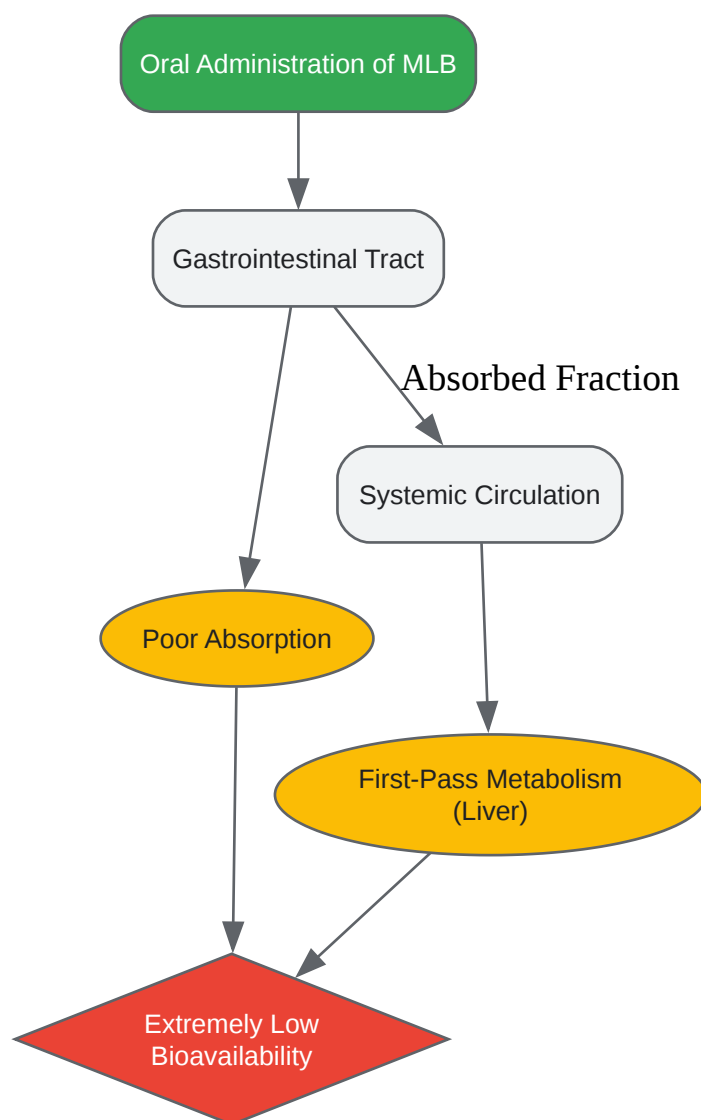 Oral Administration of MLB
Gastrointestinal Tract
Absorbed Fraction
Systemic Circulation
Poor Absorption
First-Pass Metabolism
(Liver)
Extremely Low
Bioavailability